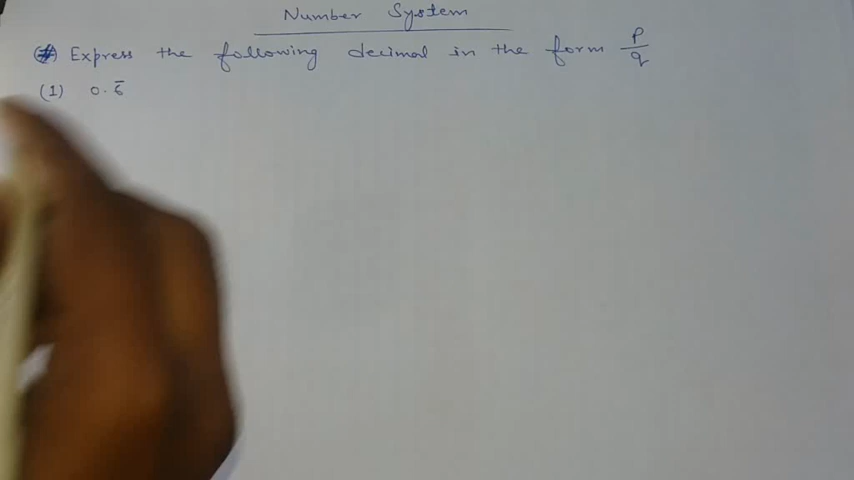 Number System
(#) Express the following decimal in the form p/q
(1) 0.6̅